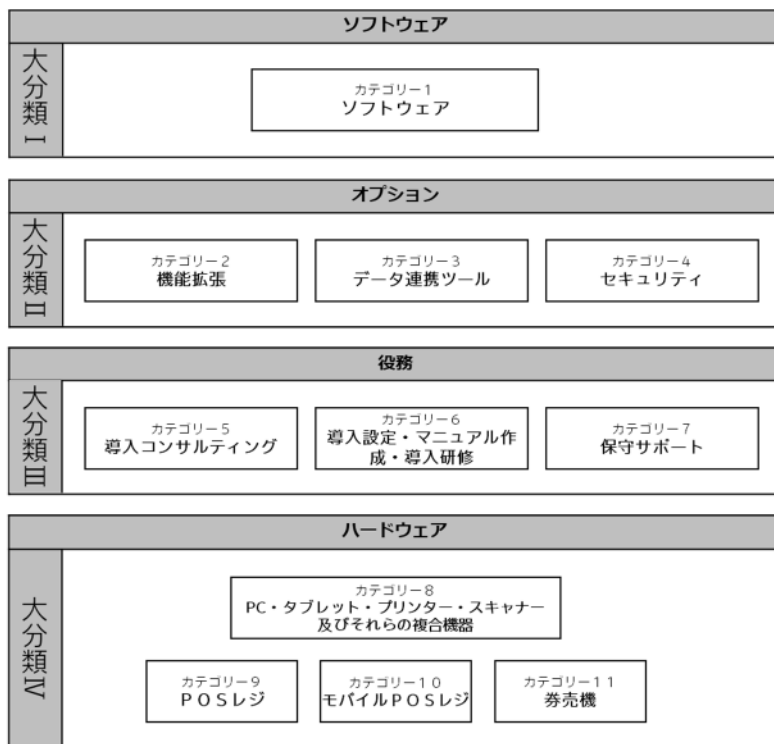 ソフトウェア
大分類Ⅰ
カテゴリー1
ソフトウェア
オプション
大分類Ⅱ
カテゴリー2
機能拡張
カテゴリー3
データ連携ツール
カテゴリー4
セキュリティ
役務
大分類Ⅲ
カテゴリー5
導入コンサルティング
カテゴリー6
導入設定・マニュアル作
成・導入研修
カテゴリー7
保守サポート
ハードウェア
大分類Ⅳ
カテゴリー8
PC・タブレット・プリンター・スキャナー
及びそれらの複合機器
カテゴリー9
ＰＯＳレジ
カテゴリー１０
モバイルＰＯＳレジ
カテゴリー１１
券売機